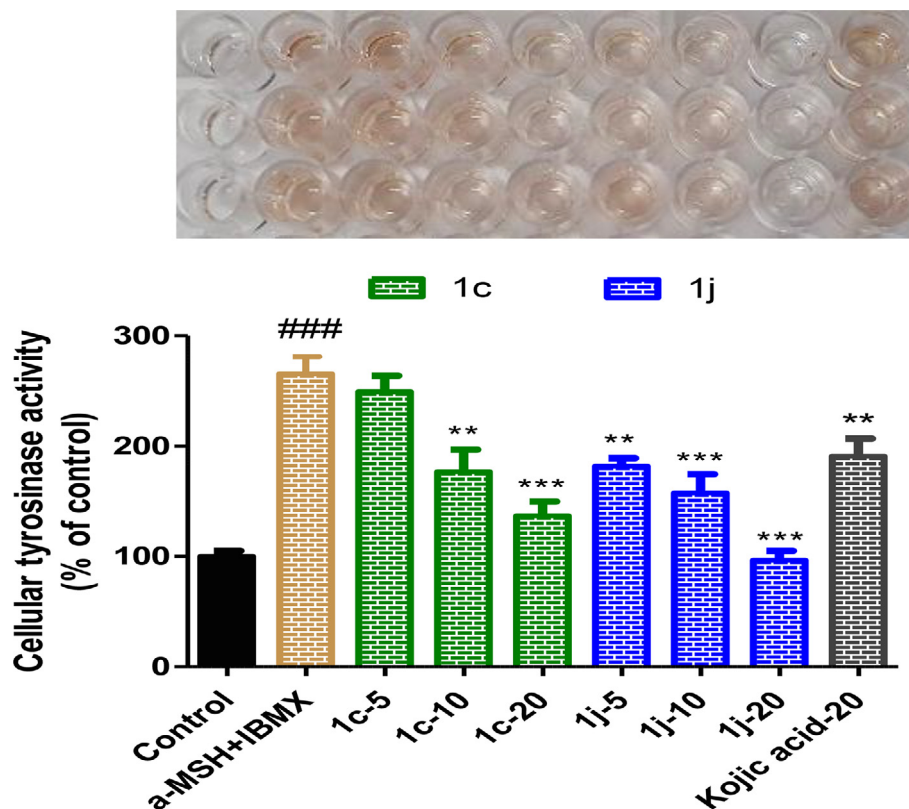 1c 1j
###
300
200
100
0
Cellular tyrosinase activity
(% of control)
**
***
**
***
***
**
Control
a-MSH+IBMX
1c-5
1c-10
1c-20
1j-5
1j-10
1j-20
Kojic acid-20